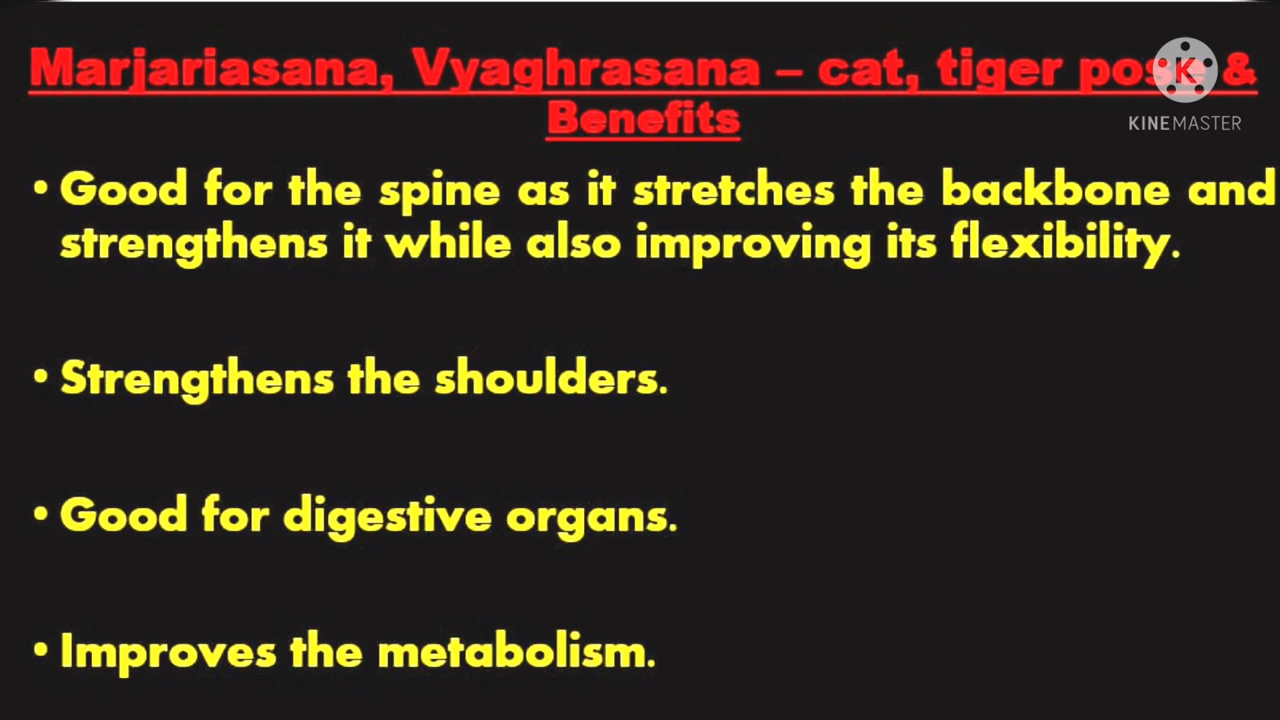 Marjariasana, Vyaghrasana – cat, tiger pose &
Benefits
K
KINEMASTER
• Good for the spine as it stretches the backbone and
strengthens it while also improving its flexibility.
• Strengthens the shoulders.
• Good for digestive organs.
• Improves the metabolism.